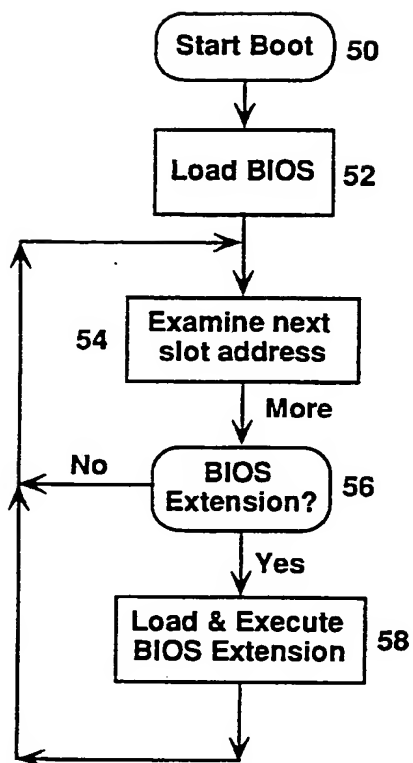 Start Boot
50
Load BIOS
52
54
Examine next
slot address
More
No
BIOS
Extension?
56
Yes
Load & Execute
BIOS Extension
58